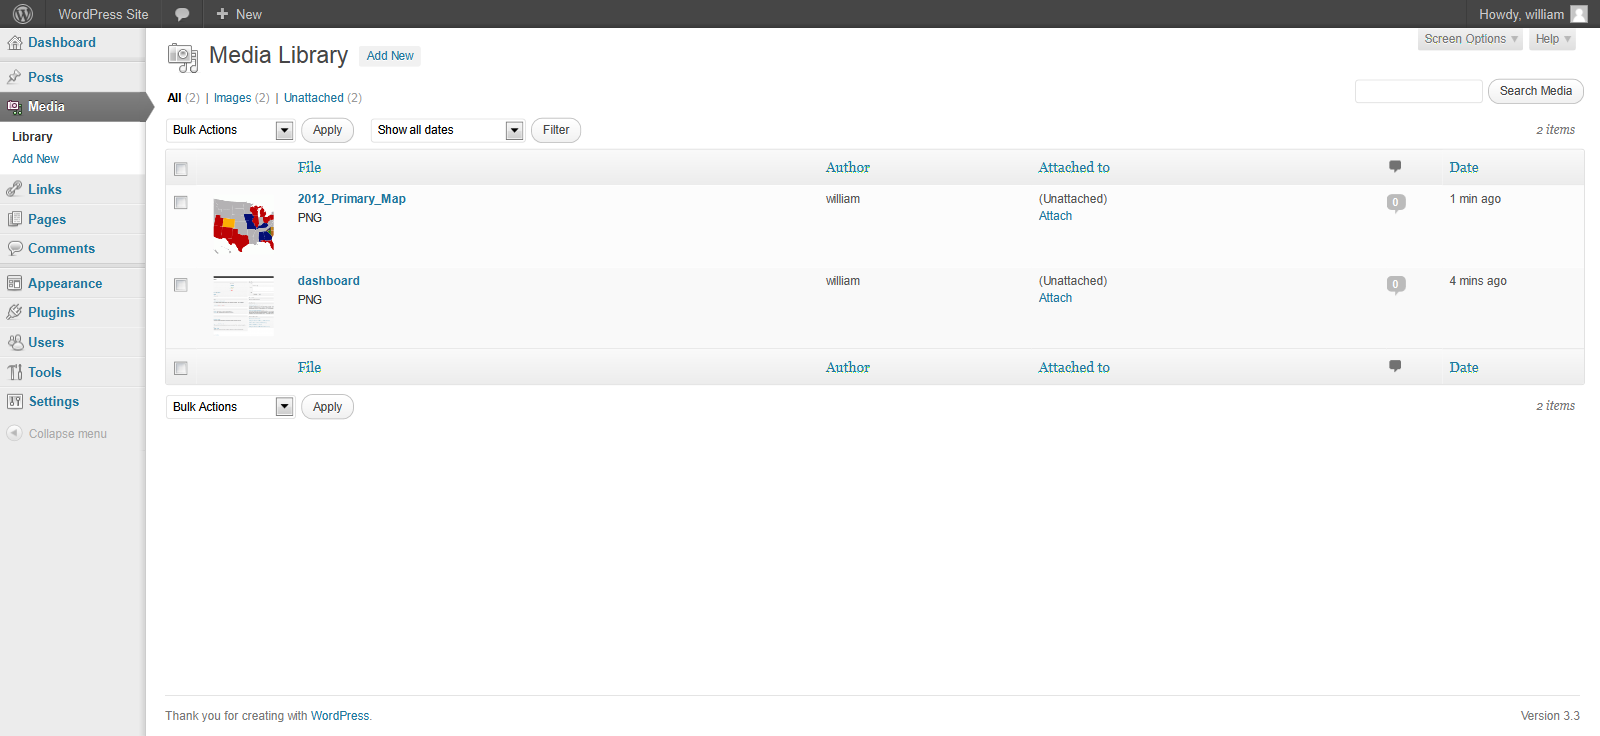 WordPress Site + New Howdy, william
Dashboard
Posts
Media
Library
Add New
Links
Pages
Comments
Appearance
Plugins
Users
Tools
Settings
Collapse menu
Screen Options Help
Media Library Add New
All (2) | Images (2) | Unattached (2)
Search Media
Bulk Actions Apply Show all dates Filter 2 items
File Author Attached to Date
2012_Primary_Map william (Unattached) 0 1 min ago
PNG Attach
dashboard william (Unattached) 0 4 mins ago
PNG Attach
File Author Attached to Date
Bulk Actions Apply 2 items
Thank you for creating with WordPress. Version 3.3